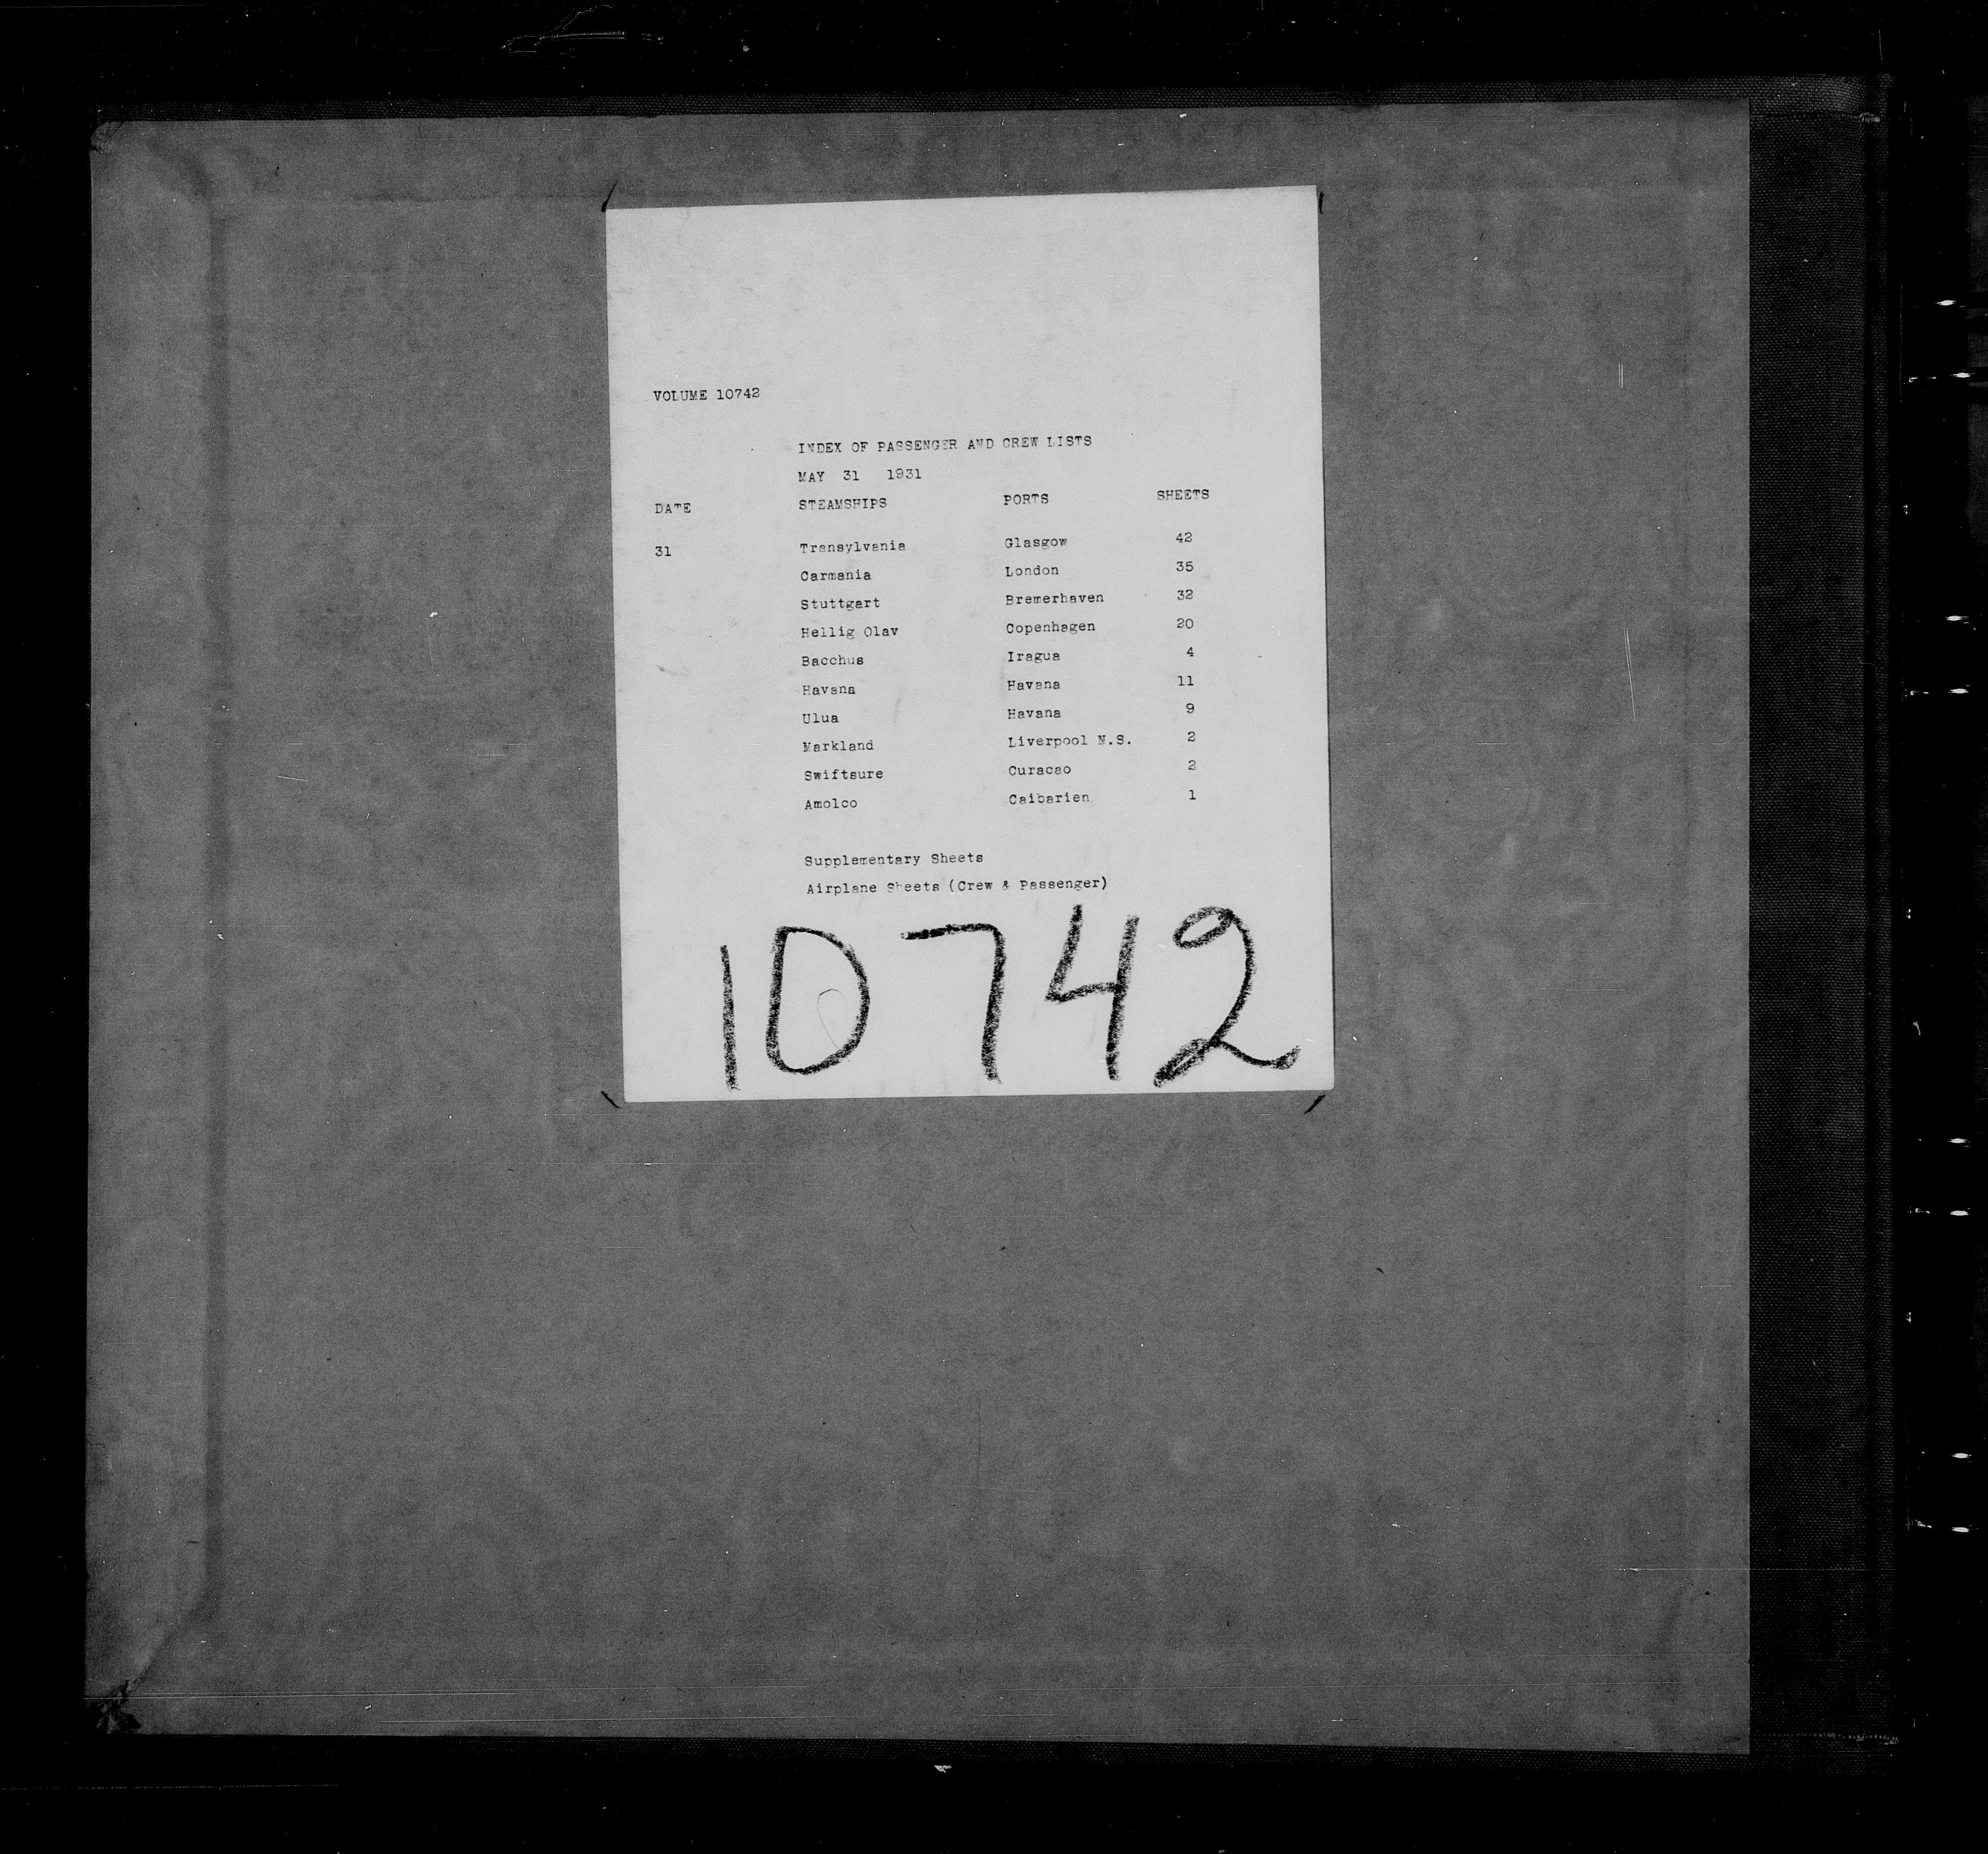 VOLUME 10742
INDEX OF PASSENGER AND CREW LISTS
MAY 31 1931
DATE STEAMSHIPS PORTS SHEETS
31 Transylvania Glasgow 42
Carmania London 35
Stuttgart Bremerhaven 32
Hellig Olav Copenhagen 20
Bacchus Iragua 4
Havana Havana 11
Ulua Havana 9
Markland Liverpool N.S. 2
Swiftsure Curacao 2
Amolco Caibarien 1
Supplementary Sheets
Airplane Sheets (Crew & Passenger)
10742